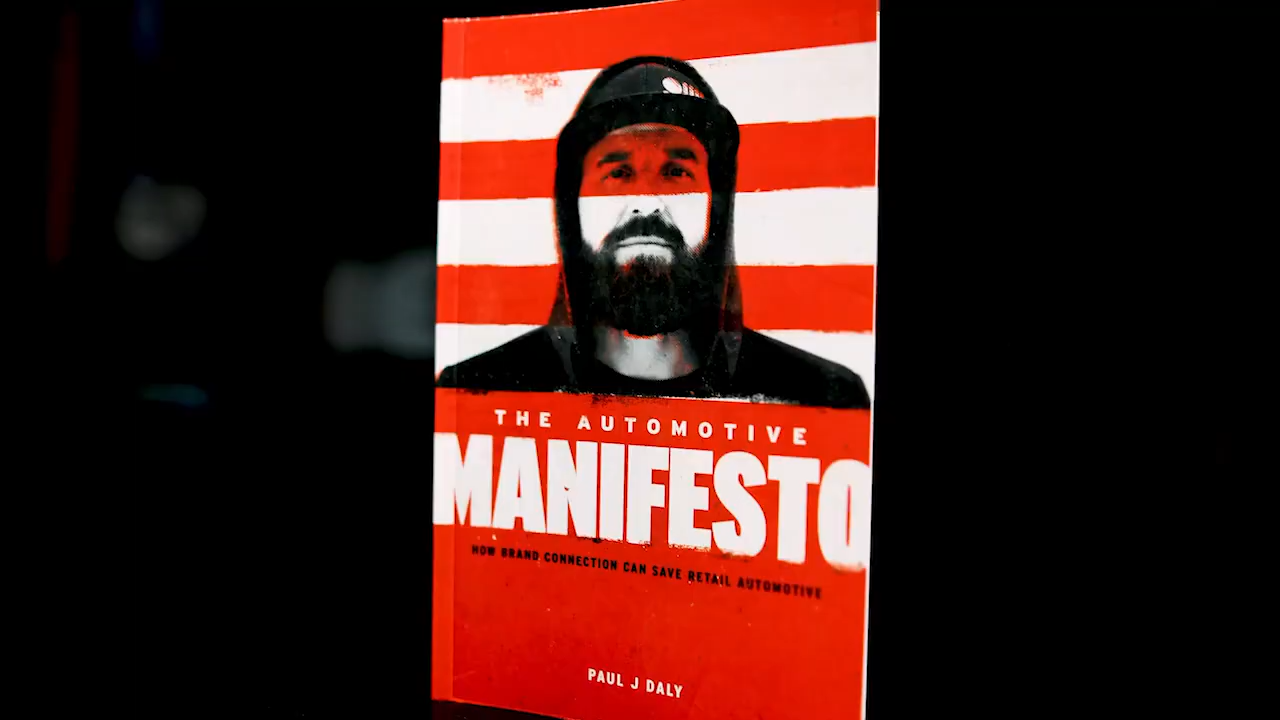 THE AUTOMOTIVE
MANIFESTO
HOW BRAND CONNECTION CAN SAVE RETAIL AUTOMOTIVE
PAUL J DALY